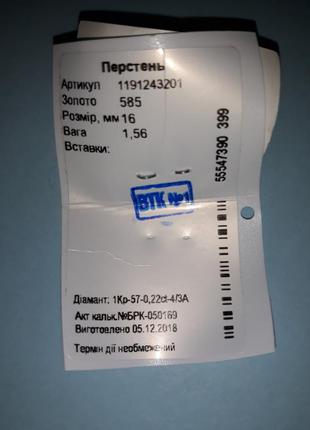 Перстень
Артикул 1191243201
Золото 585
Розмір, мм 16
Вага 1,56
Вставки:
ВТК №1
Діамант: 1Кр-57-0,22ct-4/3А
Акт кальк.№БРК-050169
Виготовлено 05.12.2018
Термін дії необмежений
55547390 399